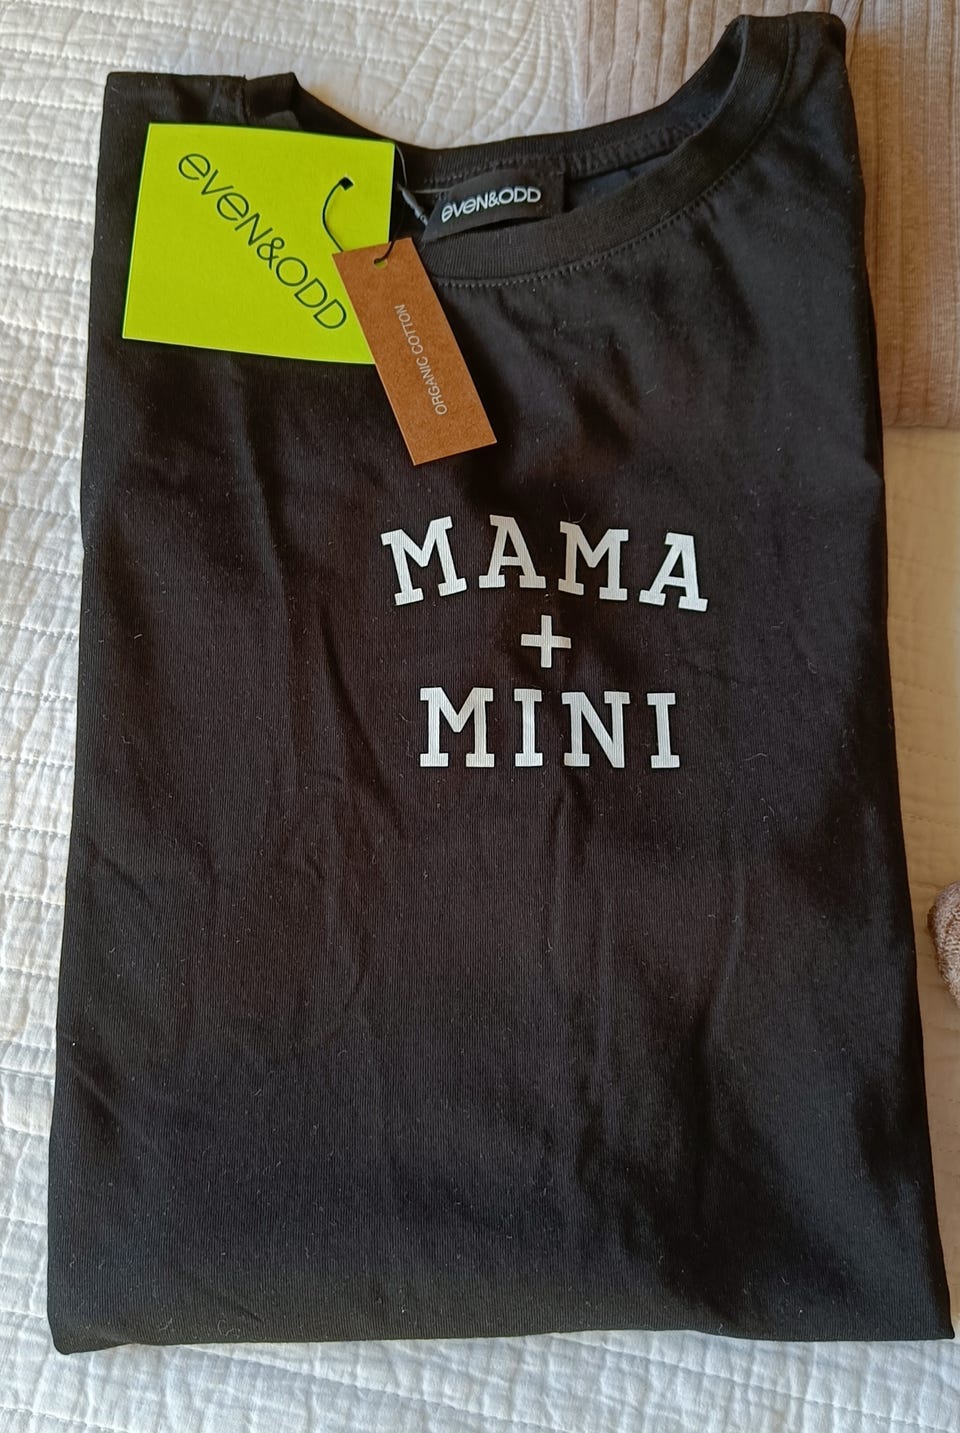 eveN&ODD
eveN&ODD
ORGANIC COTTON
MAMA
+
MINI